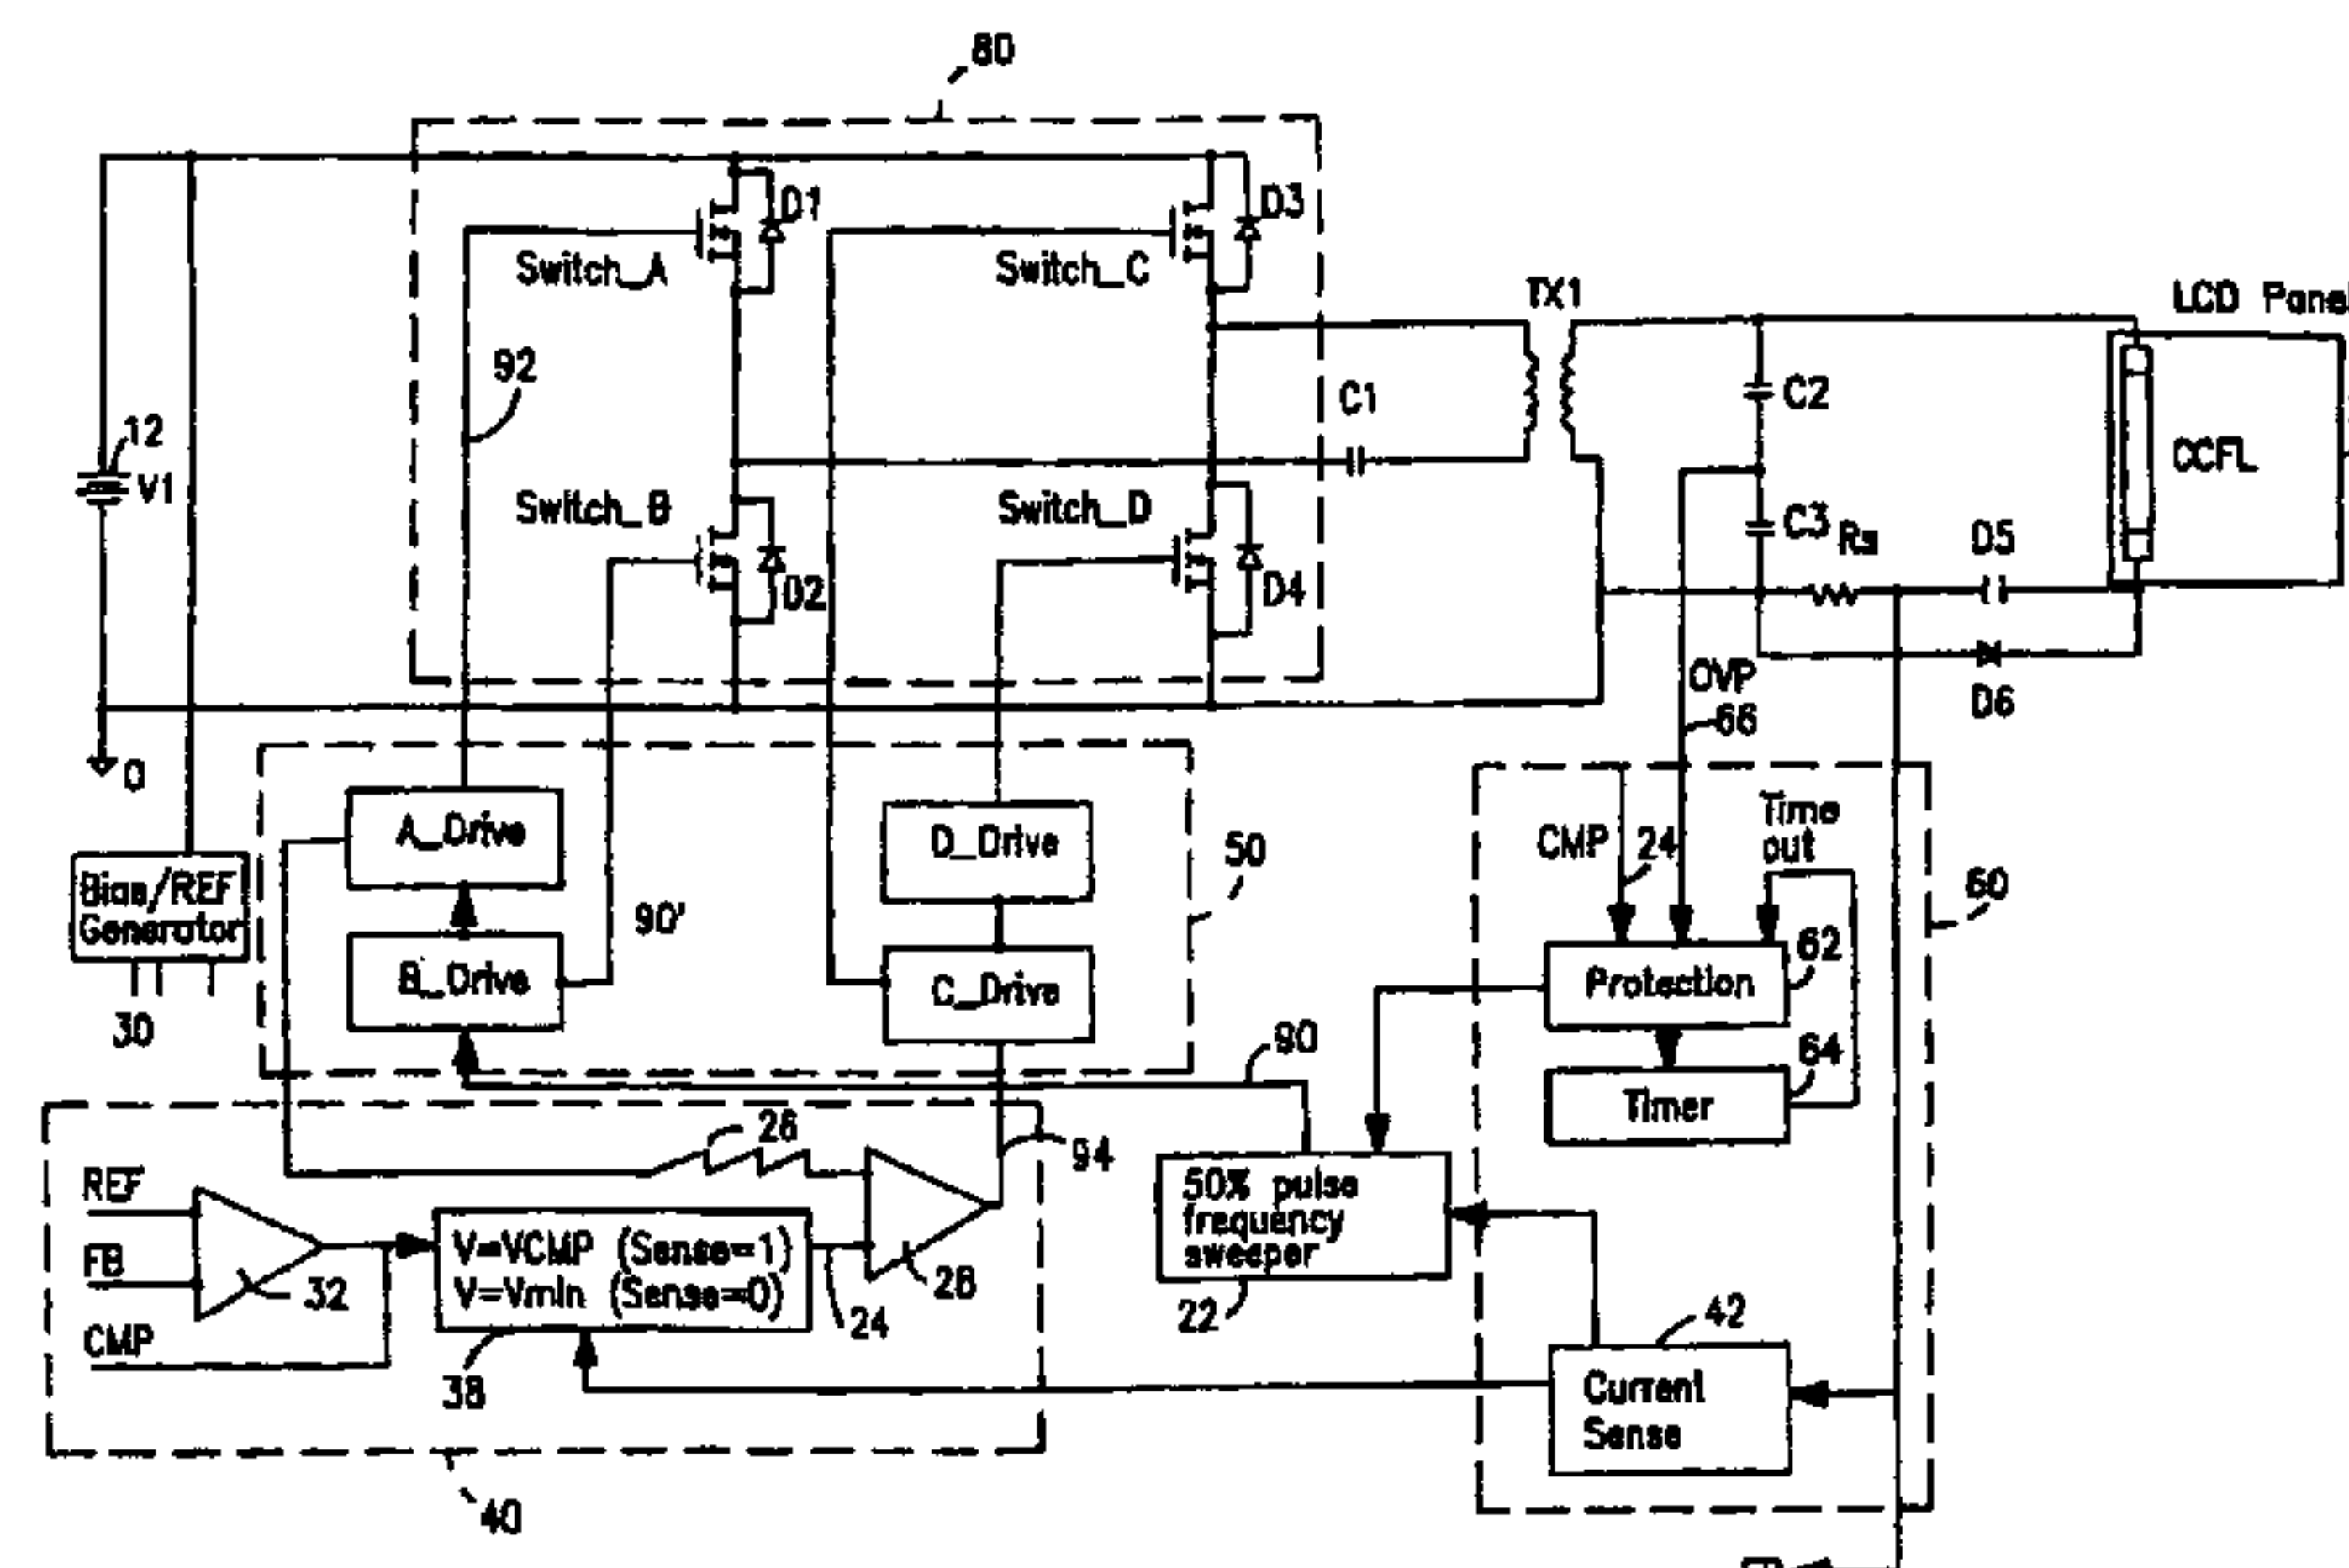 80
D1
D3
Switch_A
Switch_C
TX1
LCD Panel
92
C1
C2
12
V1
CCFL
Switch_B
Switch_D
C3
Rs
D5
D2
D4
OVP
66
D6
0
A_Drive
D_Drive
50
CMP
24
Time
out
60
Bias/REF
Generator
90'
62
B_Drive
C_Drive
Protection
30
90
64
Timer
26
94
REF
50% pulse
frequency
sweeper
FB
V=VCMP (Sense=1)
V=Vmin (Sense=0)
32
28
24
22
42
CMP
38
Current
Sense
40